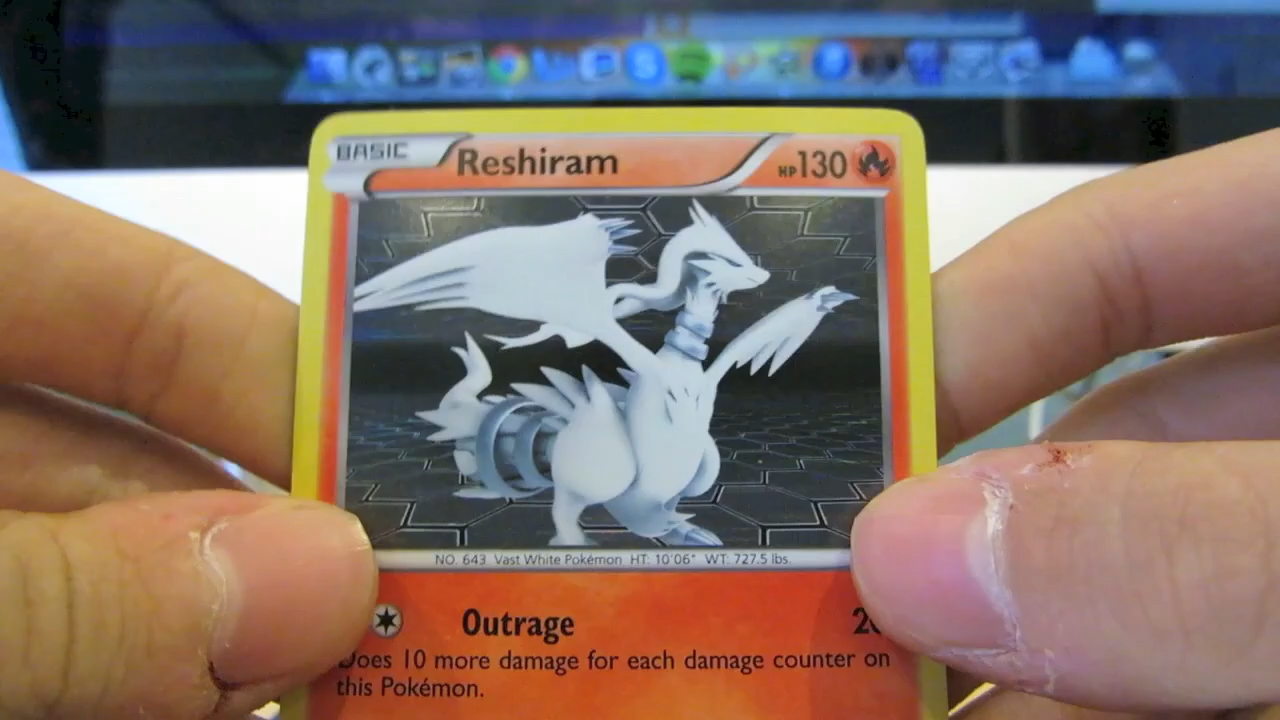 BASIC Reshiram HP130
NO. 643 Vast White Pokémon HT: 10'06" WT: 727.5 lbs.
Outrage
Does 10 more damage for each damage counter on
this Pokémon.